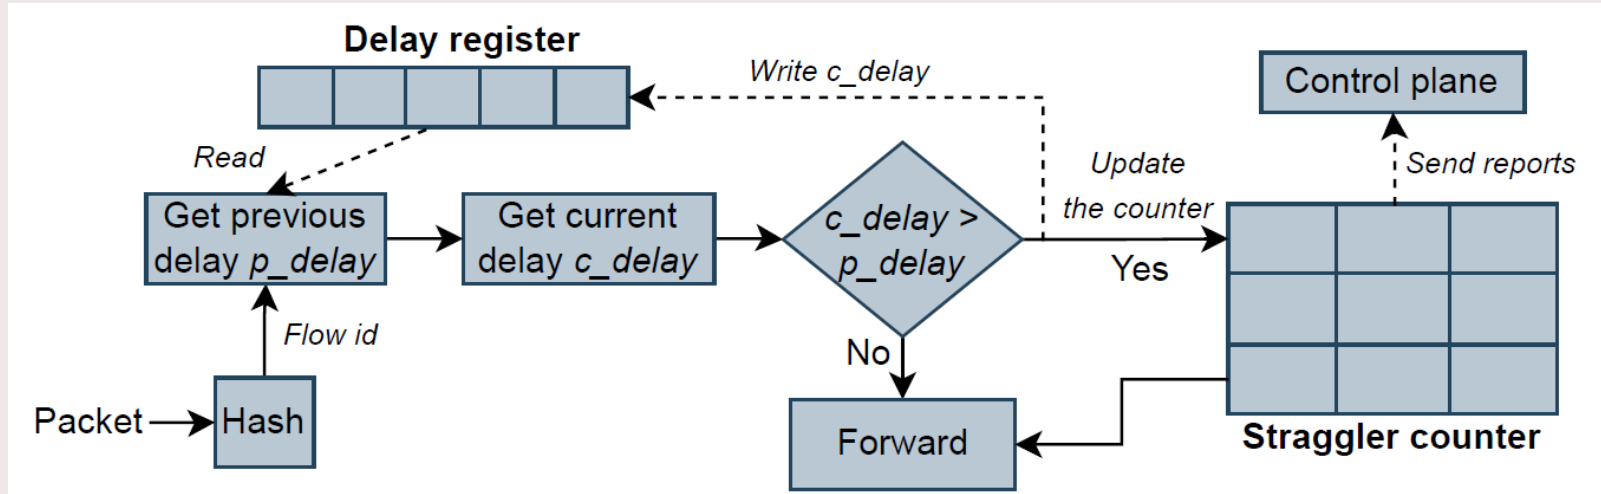 Delay register
Write c_delay
Control plane
Read
Update
the counter
Send reports
Get previous
delay p_delay
Get current
delay c_delay
c_delay >
p_delay
Yes
Flow id
No
Packet
Hash
Forward
Straggler counter